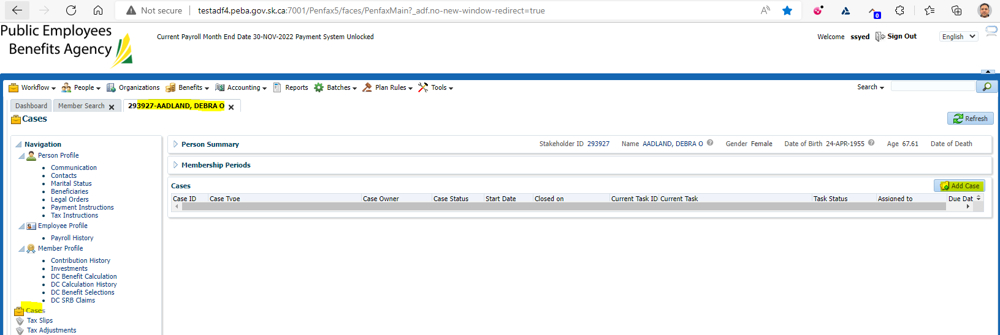 Not secure testadf4.peba.gov.sk.ca:7001/Penfax5/faces/PenfaxMain?_adf.no-new-window-redirect=true A 0
Public Employees
Benefits Agency
Current Payroll Month End Date 30-NOV-2022 Payment System Unlocked
Welcome ssyed Sign Out English
Workflow People Organizations Benefits Accounting Reports Batches Plan Rules Tools Search
Dashboard Member Search 293927-AADLAND, DEBRA O
Cases Refresh
Navigation
Person Profile
Communication
Contacts
Marital Status
Beneficiaries
Legal Orders
Payment Instructions
Tax Instructions
Employee Profile
Payroll History
Member Profile
Contribution History
Investments
DC Benefit Calculation
DC Calculation History
DC Benefit Selections
DC SRB Claims
Cases
Tax Slips
Tax Adjustments
Person Summary Stakeholder ID 293927 Name AADLAND, DEBRA O Gender Female Date of Birth 24-APR-1955 Age 67.61 Date of Death
Membership Periods
Cases Add Case
Case ID Case Type Case Owner Case Status Start Date Closed on Current Task ID Current Task Task Status Assigned to Due Dat